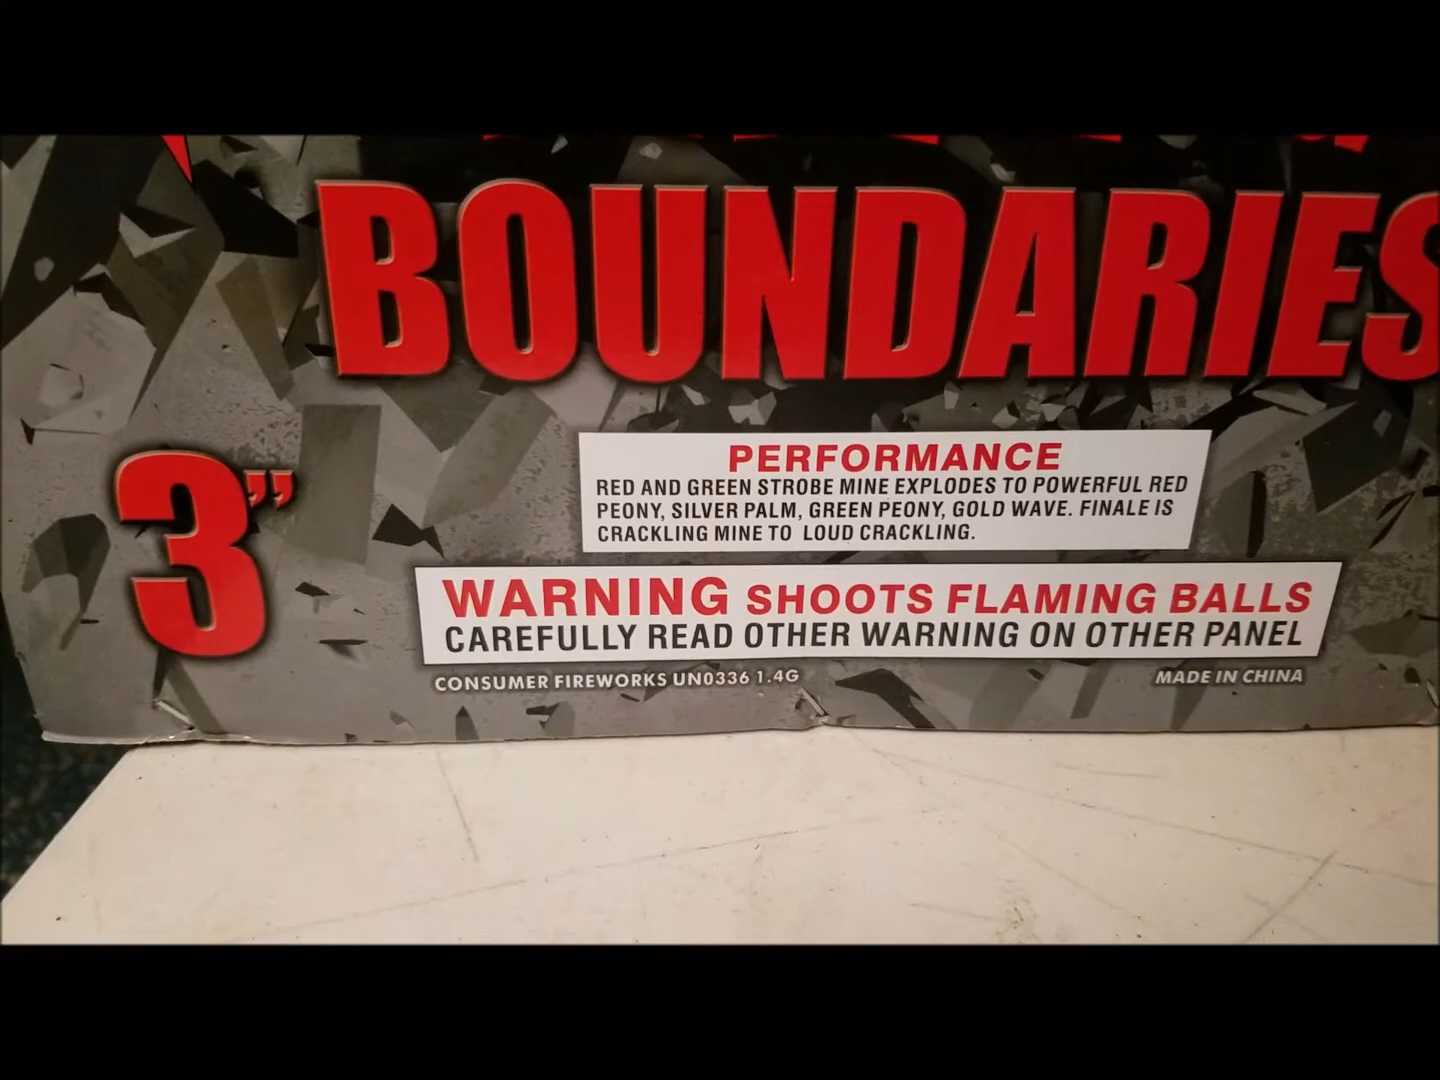 BOUNDARIES
3”
PERFORMANCE
RED AND GREEN STROBE MINE EXPLODES TO POWERFUL RED
PEONY, SILVER PALM, GREEN PEONY, GOLD WAVE. FINALE IS
CRACKLING MINE TO LOUD CRACKLING.
WARNING SHOOTS FLAMING BALLS
CAREFULLY READ OTHER WARNING ON OTHER PANEL
CONSUMER FIREWORKS UN0336 1.4G
MADE IN CHINA